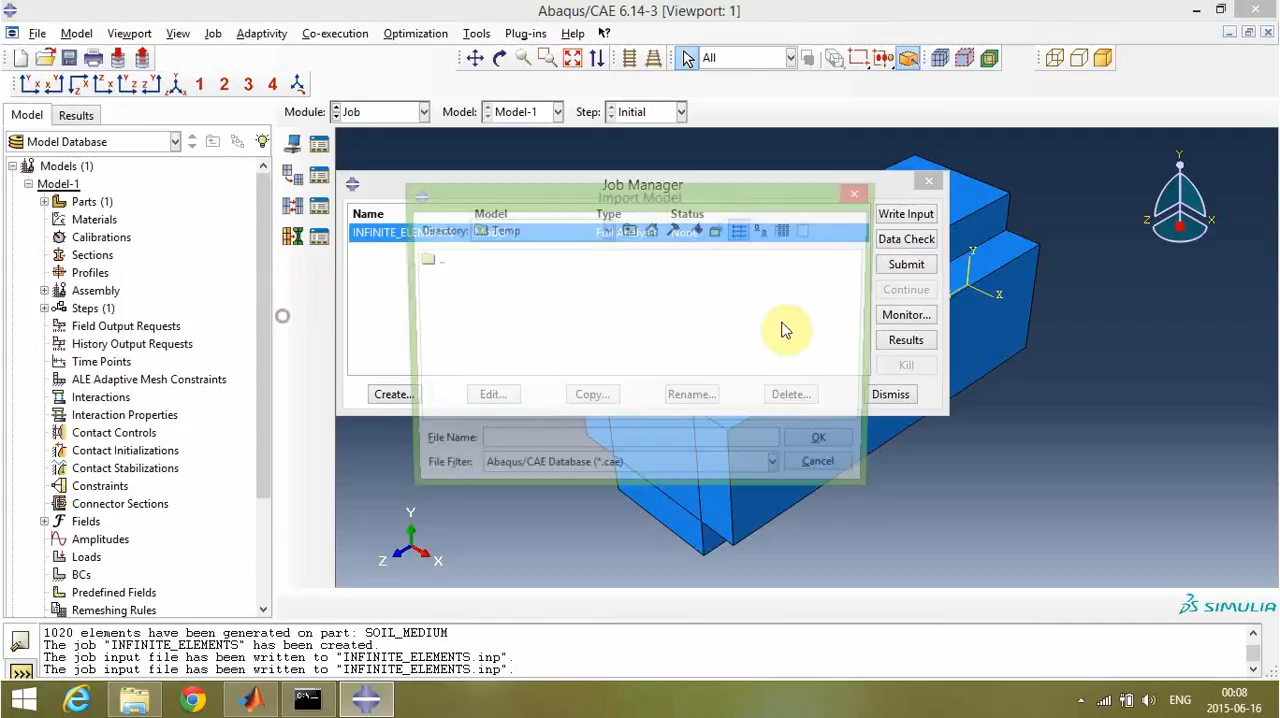 Abaqus/CAE 6.14-3 [Viewport: 1]
File Model Viewport View Job Adaptivity Co-execution Optimization Tools Plug-ins Help
All
1 2 3 4
Model Results
Module: Job Model: Model-1 Step: Initial
Model Database
Models (1)
Model-1
Parts (1)
Materials
Calibrations
Sections
Profiles
Assembly
Steps (1)
Field Output Requests
History Output Requests
Time Points
ALE Adaptive Mesh Constraints
Interactions
Interaction Properties
Contact Controls
Contact Initializations
Contact Stabilizations
Constraints
Connector Sections
Fields
Amplitudes
Loads
BCs
Predefined Fields
Remeshing Rules
Job Manager
Import Model
Name Model Type Status
Directory:
None
..
Write Input
Data Check
Submit
Continue
Monitor...
Results
Kill
Create... Edit... Copy... Rename... Delete... Dismiss
File Name: OK
File Filter: Abaqus/CAE Database (*.cae) Cancel
Y
Z X
Y
X
Y
Z X
SIMULIA
1020 elements have been generated on part: SOIL_MEDIUM
The job "INFINITE_ELEMENTS" has been created.
The job input file has been written to "INFINITE_ELEMENTS.inp".
The job input file has been written to "INFINITE_ELEMENTS.inp".
>>>
ENG
00:08
2015-06-16